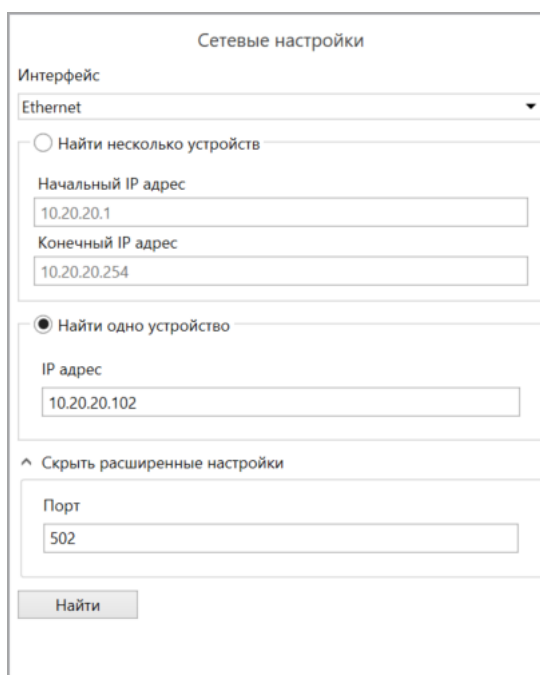 Сетевые настройки
Интерфейс
Ethernet
Найти несколько устройств
Начальный IP адрес
10.20.20.1
Конечный IP адрес
10.20.20.254
Найти одно устройство
IP адрес
10.20.20.102
Скрыть расширенные настройки
Порт
502
Найти